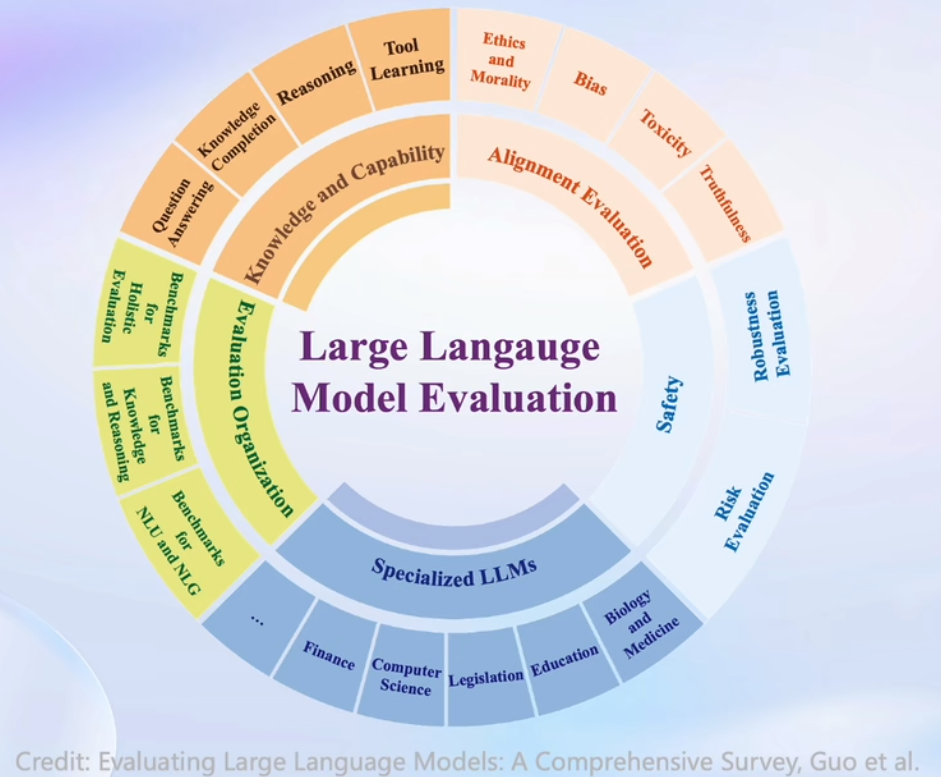 Large Langauge
Model Evaluation
Knowledge and Capability
Question
Answering
Knowledge
Completion
Reasoning
Tool
Learning
Alignment Evaluation
Ethics
and
Morality
Bias
Toxicity
Truthfulness
Safety
Robustness
Evaluation
Risk
Evaluation
Specialized LLMs
Biology
and
Medicine
Education
Legislation
Computer
Science
Finance
...
Evaluation Organization
Benchmarks
for
NLU and NLG
Benchmarks
for
Knowledge
and Reasoning
Benchmarks
for
Holistic
Evaluation
Credit: Evaluating Large Language Models: A Comprehensive Survey, Guo et al.